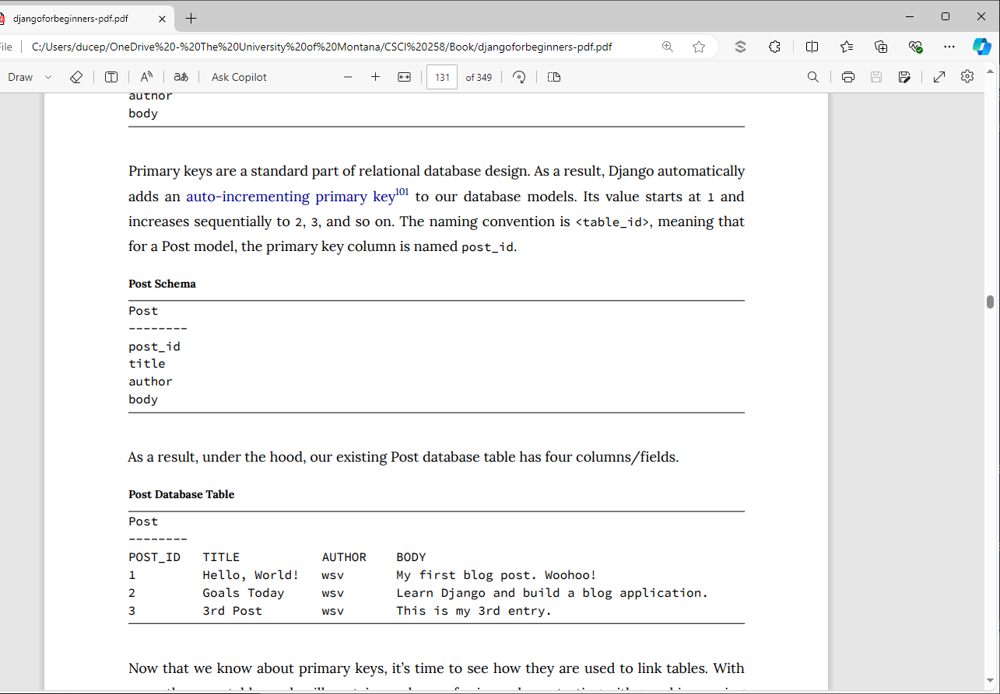 djangoforbeginners-pdf.pdf
File C:/Users/ducep/OneDrive%20-%20The%20University%20of%20Montana/CSCI%20258/Book/djangoforbeginners-pdf.pdf
Draw T A aあ Ask Copilot 131 of 349
author
body
Primary keys are a standard part of relational database design. As a result, Django automatically
adds an auto-incrementing primary key101 to our database models. Its value starts at 1 and
increases sequentially to 2, 3, and so on. The naming convention is <table_id>, meaning that
for a Post model, the primary key column is named post_id.
Post Schema
Post
--------
post_id
title
author
body
As a result, under the hood, our existing Post database table has four columns/fields.
Post Database Table
Post
--------
POST_ID TITLE AUTHOR BODY
1 Hello, World! wsv My first blog post. Woohoo!
2 Goals Today wsv Learn Django and build a blog application.
3 3rd Post wsv This is my 3rd entry.
Now that we know about primary keys, it's time to see how they are used to link tables. With